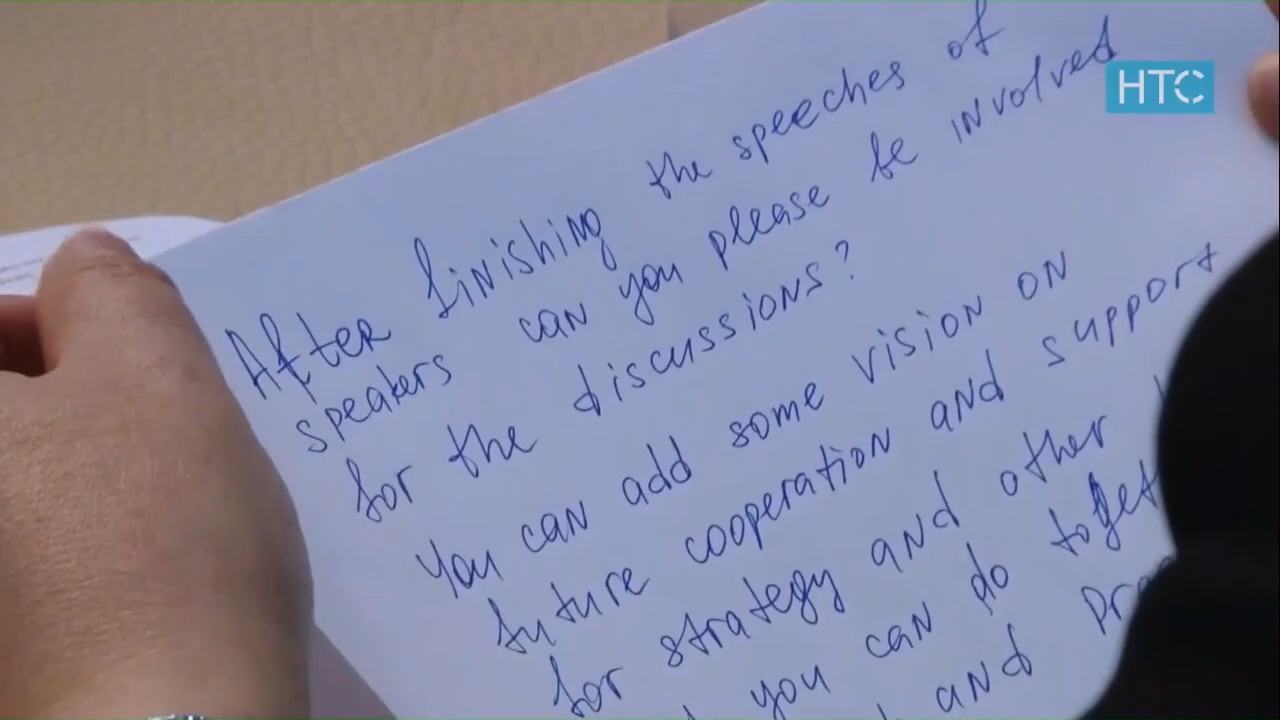 HTC
After finishing the speeches of
speakers can you please be involved
for the discussions?
You can add some vision on
future cooperation and support
for strategy and other
you can do
and